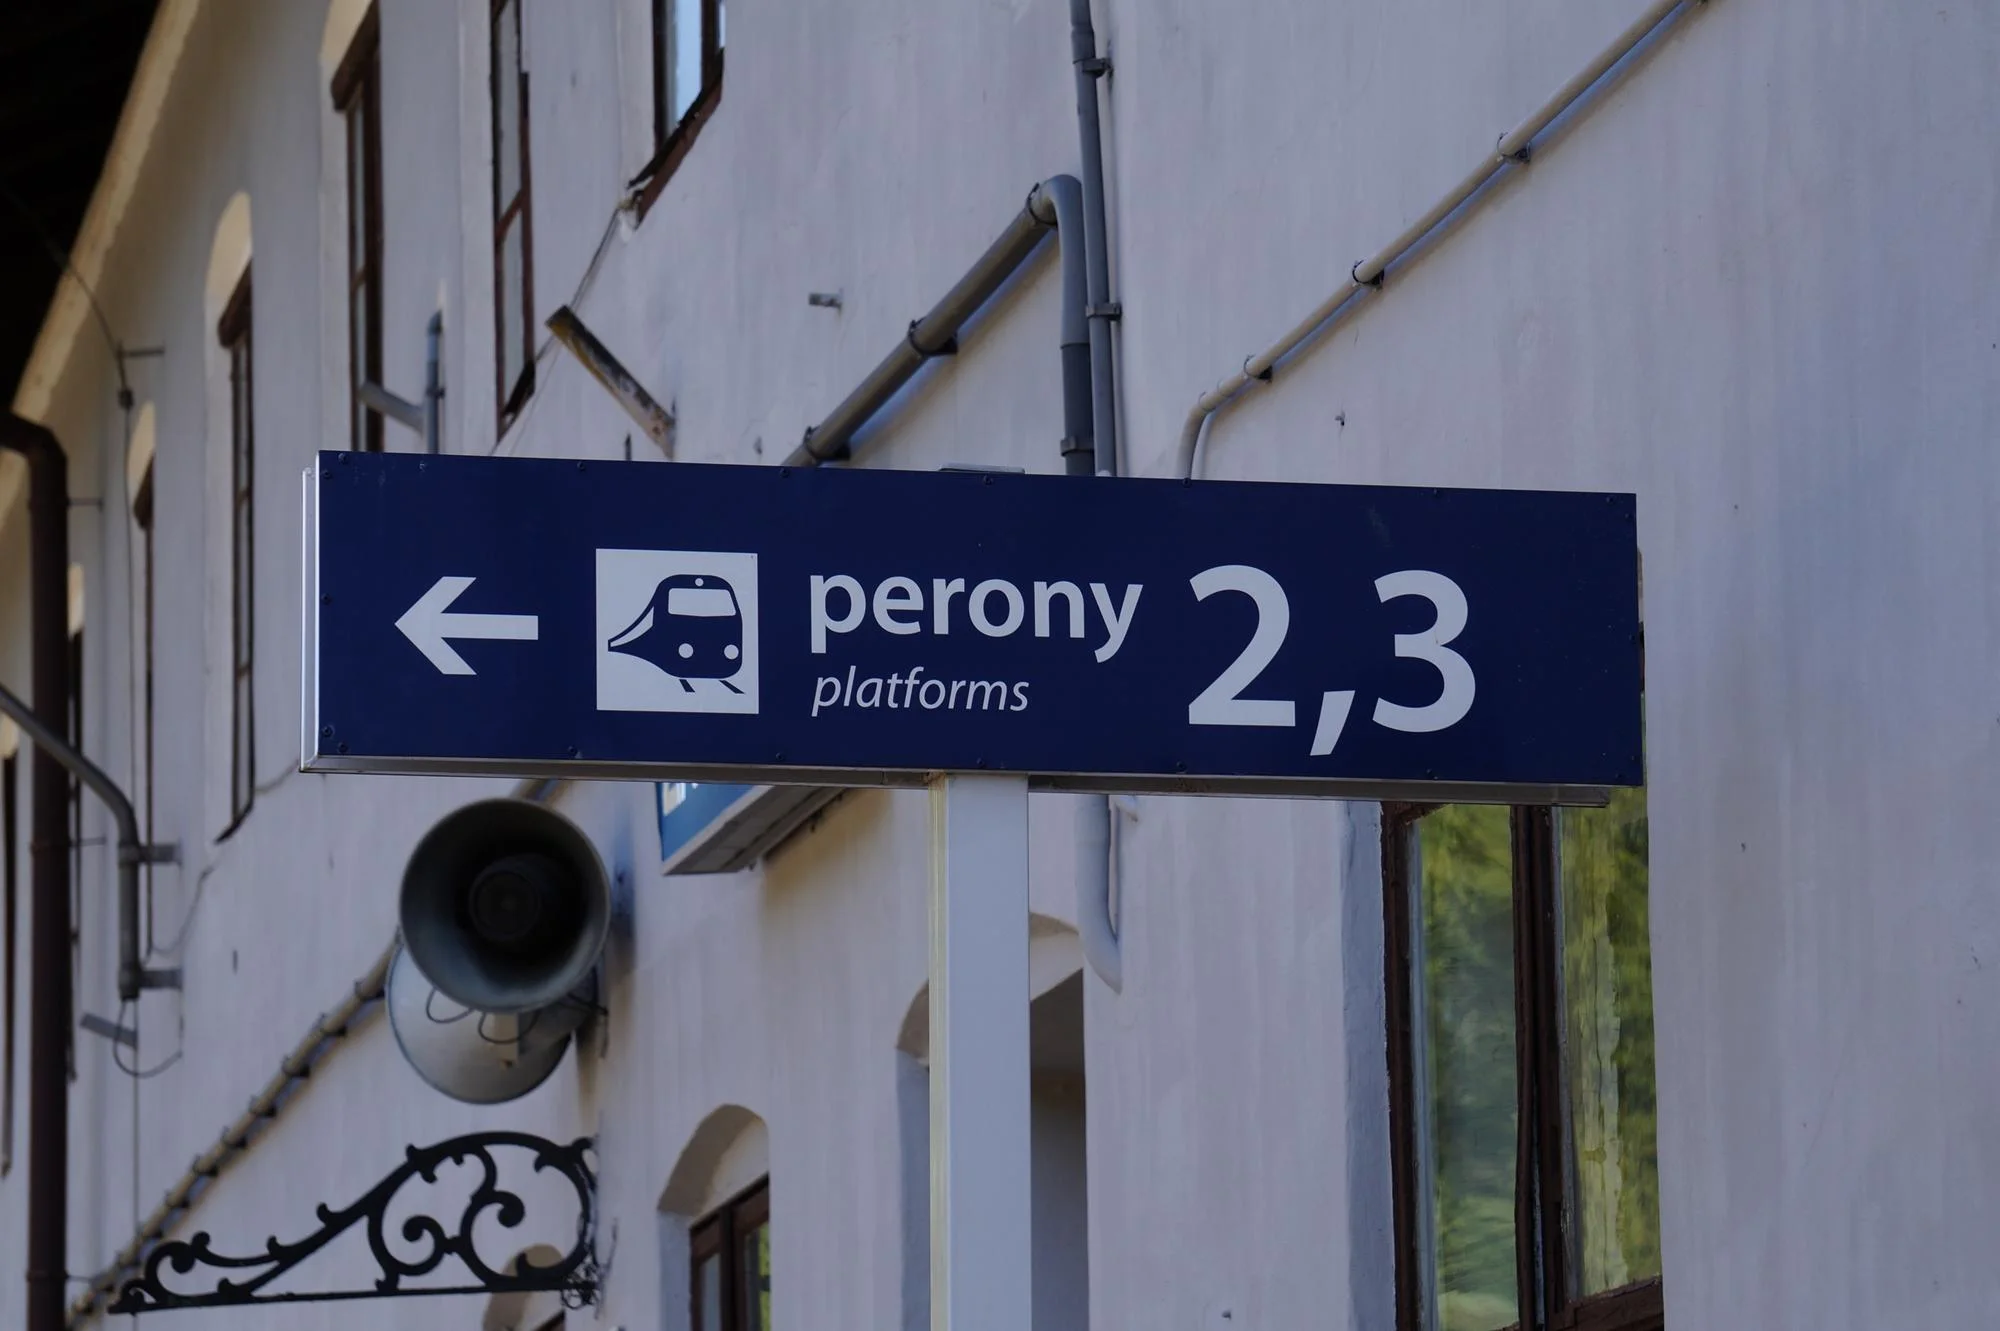 perony 2,3
platforms